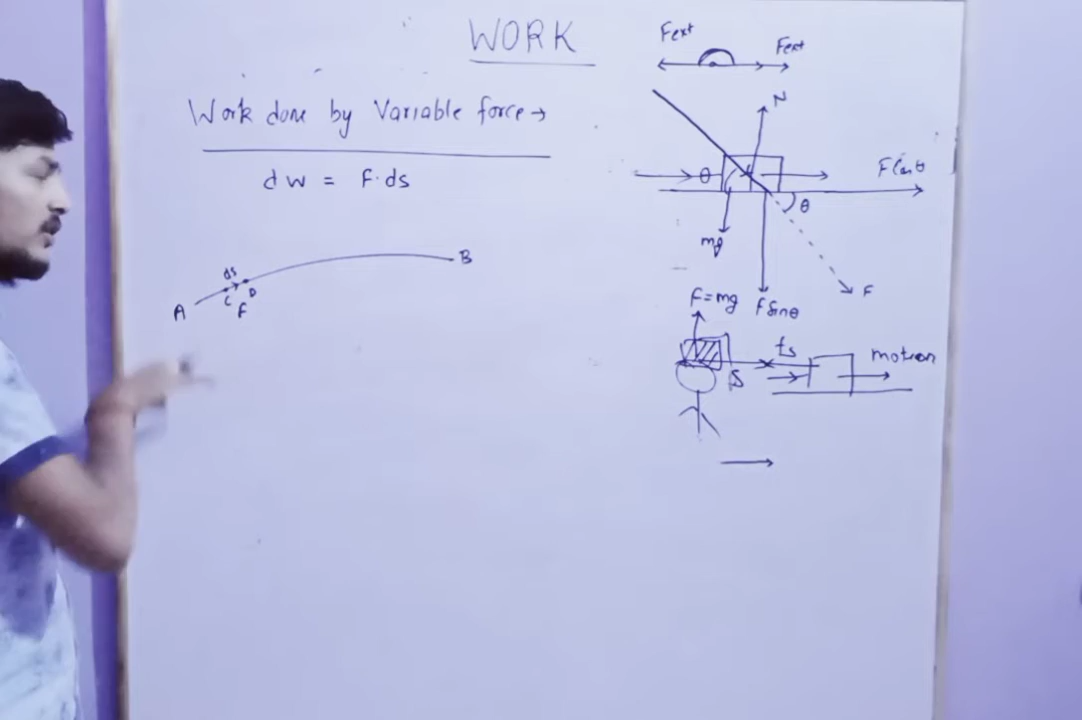 WORK
Work done by Variable force →
dw = F·ds
A
ds
C
D
F
B
Fext
Fext
N
θ
F Cosθ
θ
mg
F
F Sinθ
F=mg
S
fs
motion